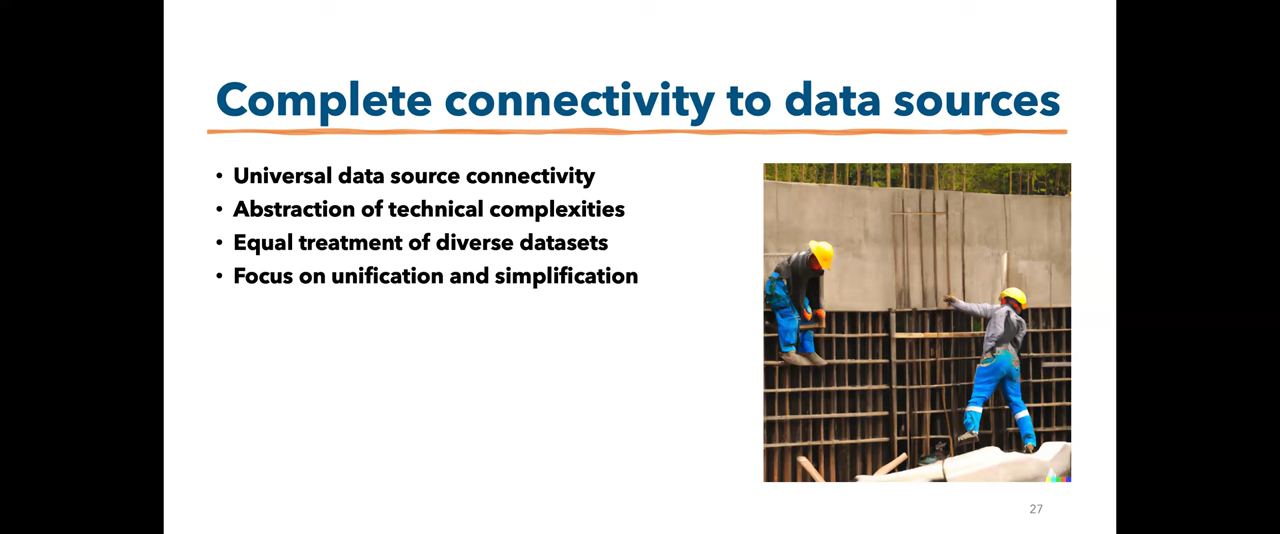 Complete connectivity to data sources
• Universal data source connectivity
• Abstraction of technical complexities
• Equal treatment of diverse datasets
• Focus on unification and simplification
27